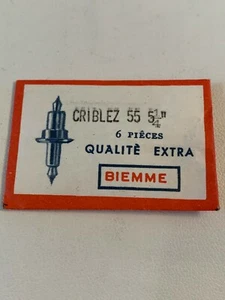 CRIBLEZ 55 5¼"
6 PIÈCES
QUALITÈ EXTRA
BIEMME